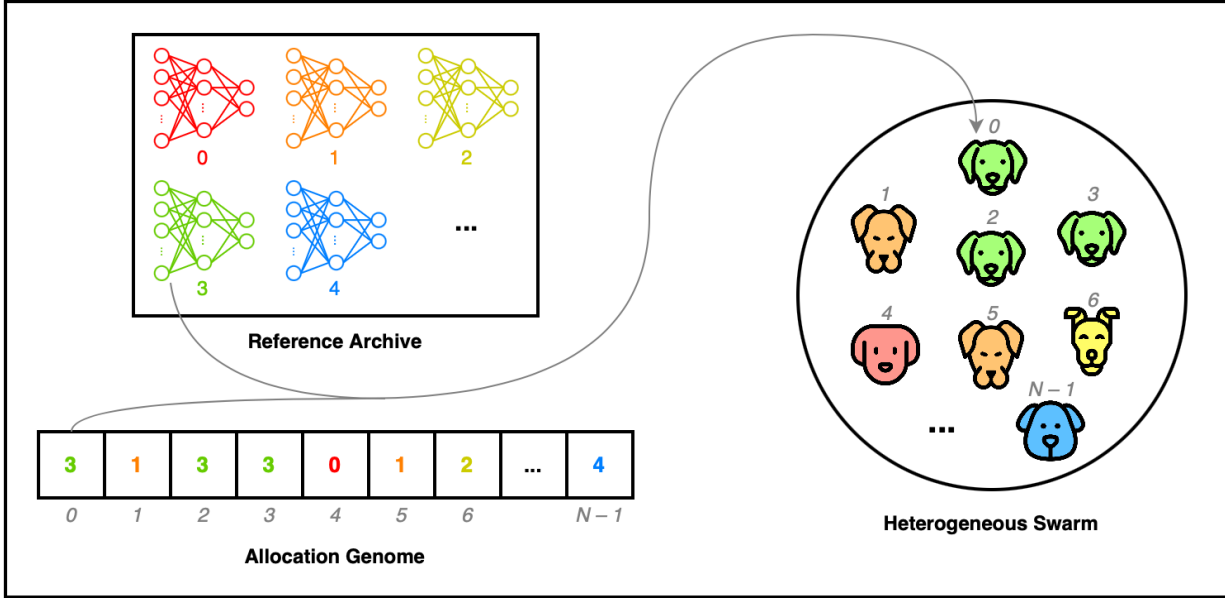 0 1 2
3 4 ...
Reference Archive
3 1 3 3 0 1 2 ... 4
0 1 2 3 4 5 6 N – 1
Allocation Genome
0
1 2 3
4 5 6
... N – 1
Heterogeneous Swarm